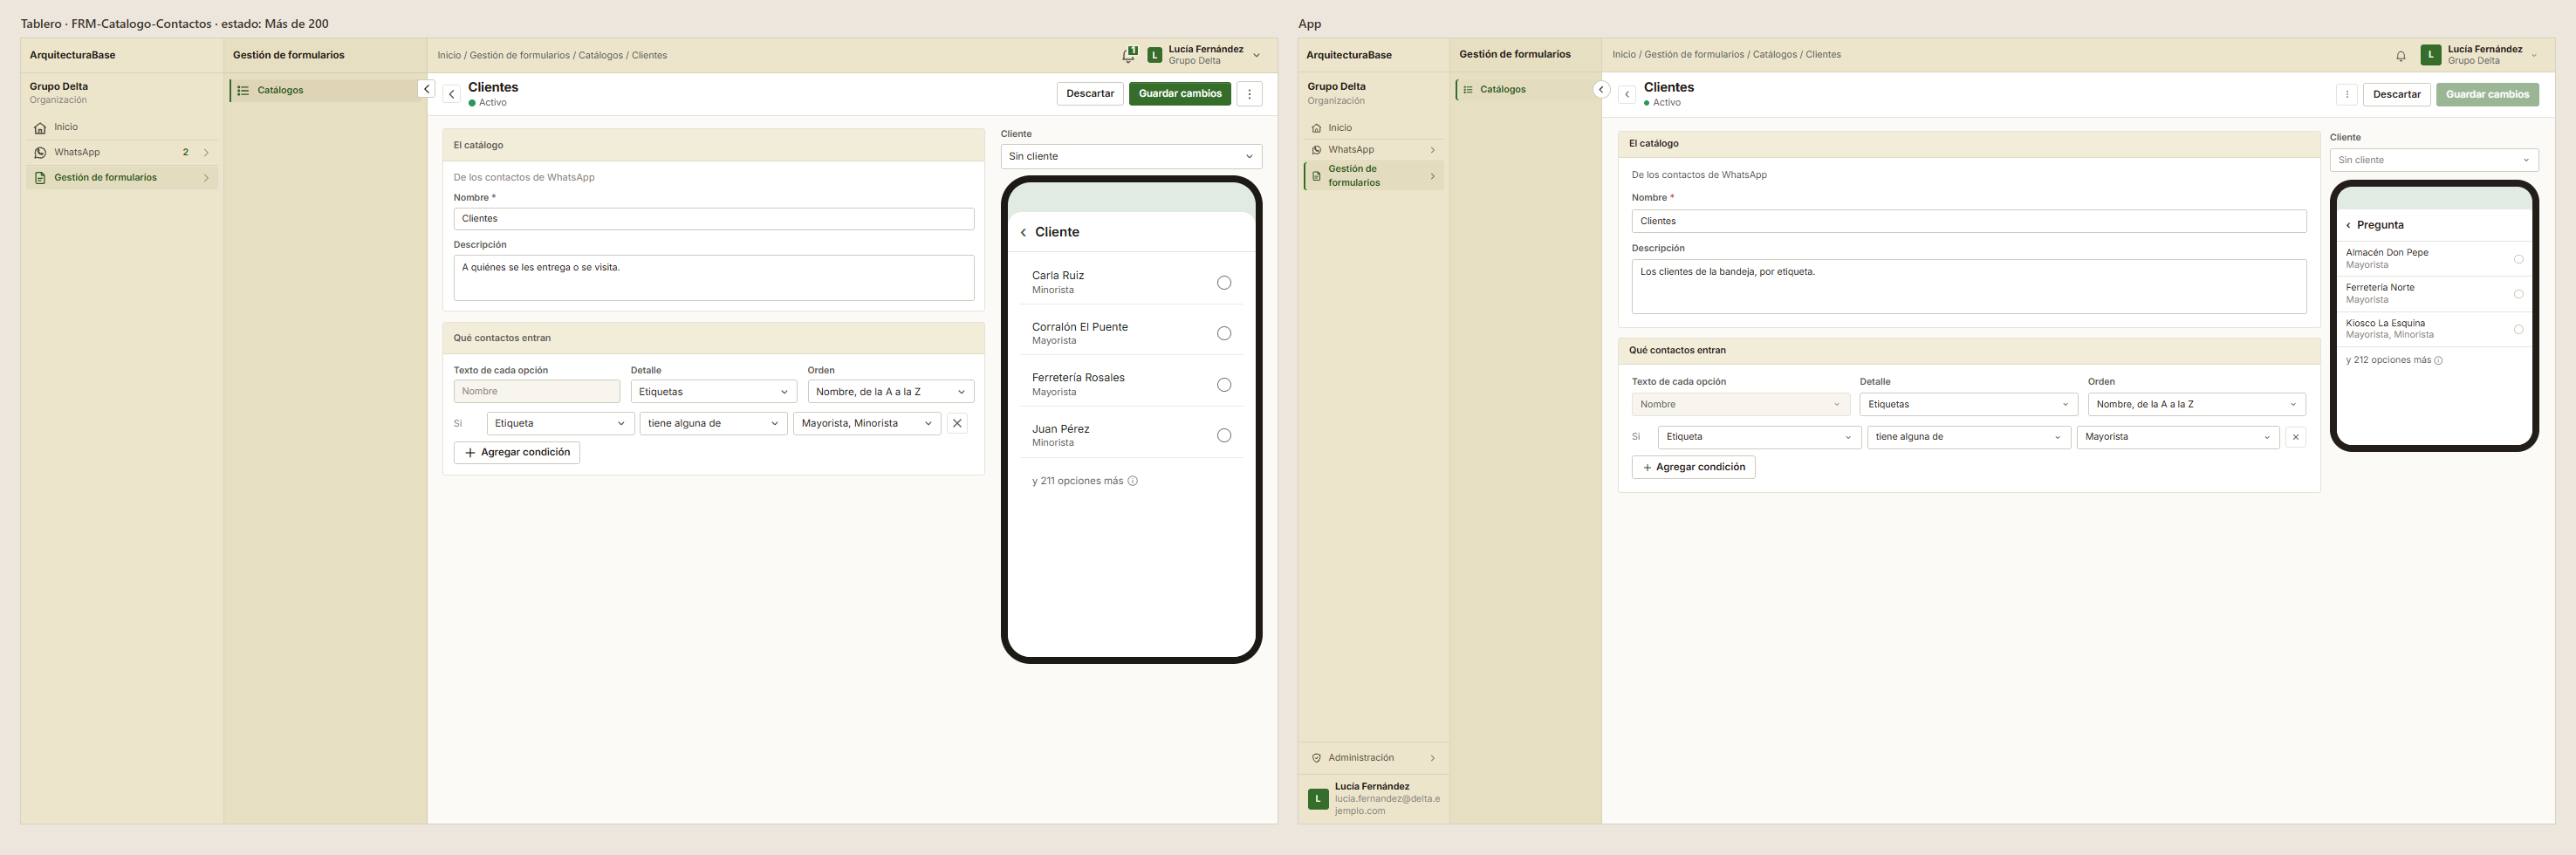 Tablero · FRM-Catalogo-Contactos · estado: Más de 200
ArquitecturaBase
Gestión de formularios
Inicio / Gestión de formularios / Catálogos / Clientes
1
L
Lucía Fernández
Grupo Delta
Grupo Delta
Organización
Inicio
WhatsApp 2
Gestión de formularios
Catálogos
Clientes
Activo
Descartar
Guardar cambios
El catálogo
De los contactos de WhatsApp
Nombre *
Clientes
Descripción
A quiénes se les entrega o se visita.
Qué contactos entran
Texto de cada opción
Detalle
Orden
Nombre
Etiquetas
Nombre, de la A a la Z
Si
Etiqueta
tiene alguna de
Mayorista, Minorista
Agregar condición
Cliente
Sin cliente
Cliente
Carla Ruiz
Minorista
Corralón El Puente
Mayorista
Ferretería Rosales
Mayorista
Juan Pérez
Minorista
y 211 opciones más
App
ArquitecturaBase
Gestión de formularios
Inicio / Gestión de formularios / Catálogos / Clientes
L
Lucía Fernández
Grupo Delta
Grupo Delta
Organización
Inicio
WhatsApp
Gestión de
formularios
Catálogos
Clientes
Activo
Descartar
Guardar cambios
El catálogo
De los contactos de WhatsApp
Nombre *
Clientes
Descripción
Los clientes de la bandeja, por etiqueta.
Qué contactos entran
Texto de cada opción
Detalle
Orden
Nombre
Etiquetas
Nombre, de la A a la Z
Si
Etiqueta
tiene alguna de
Mayorista
Agregar condición
Cliente
Sin cliente
Pregunta
Almacén Don Pepe
Mayorista
Ferretería Norte
Mayorista
Kiosco La Esquina
Mayorista, Minorista
y 212 opciones más
Administración
L
Lucía Fernández
lucia.fernandez@delta.e
jemplo.com